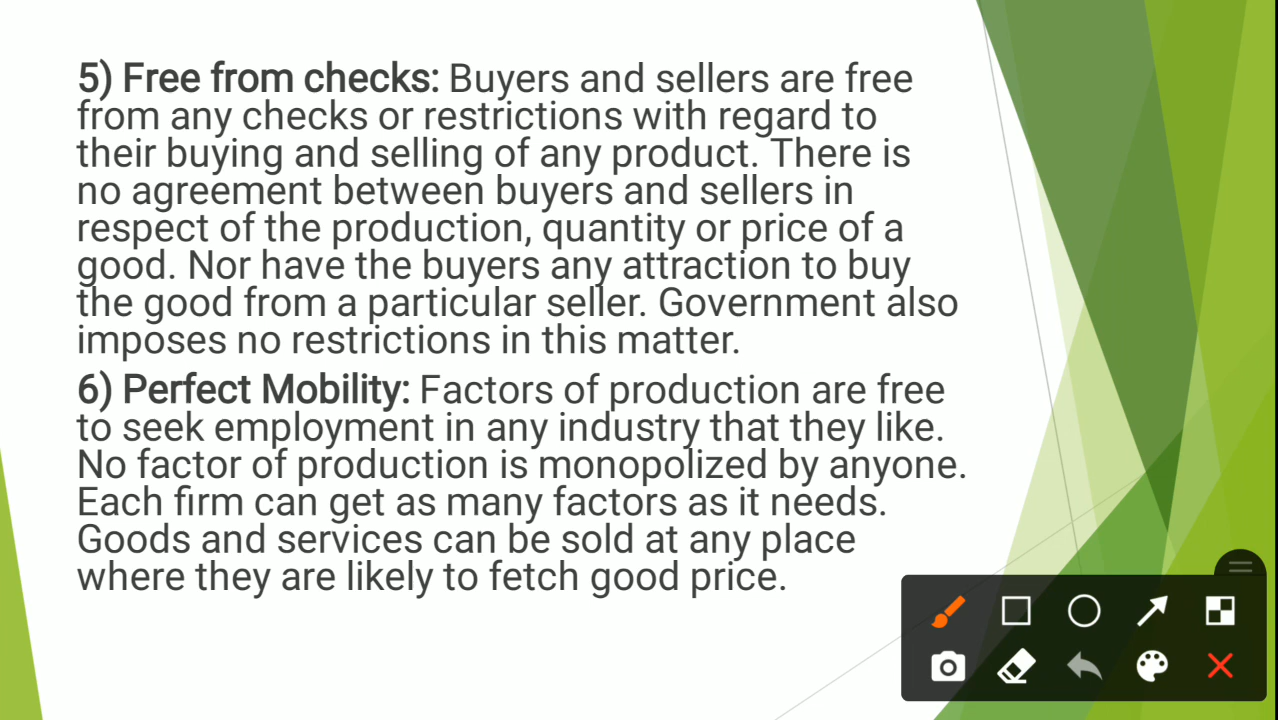 5) Free from checks: Buyers and sellers are free
from any checks or restrictions with regard to
their buying and selling of any product. There is
no agreement between buyers and sellers in
respect of the production, quantity or price of a
good. Nor have the buyers any attraction to buy
the good from a particular seller. Government also
imposes no restrictions in this matter.
6) Perfect Mobility: Factors of production are free
to seek employment in any industry that they like.
No factor of production is monopolized by anyone.
Each firm can get as many factors as it needs.
Goods and services can be sold at any place
where they are likely to fetch good price.